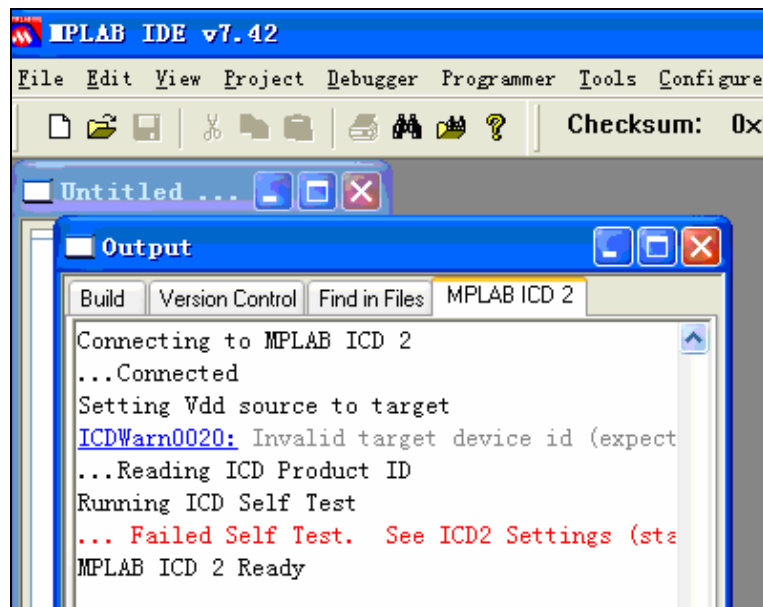 MPLAB IDE v7.42
File Edit View Project Debugger Programmer Tools Configure
Checksum: 0x
Untitled ...
Output
Build Version Control Find in Files MPLAB ICD 2
Connecting to MPLAB ICD 2
...Connected
Setting Vdd source to target
ICDWarn0020: Invalid target device id (expect
...Reading ICD Product ID
Running ICD Self Test
... Failed Self Test. See ICD2 Settings (sta
MPLAB ICD 2 Ready